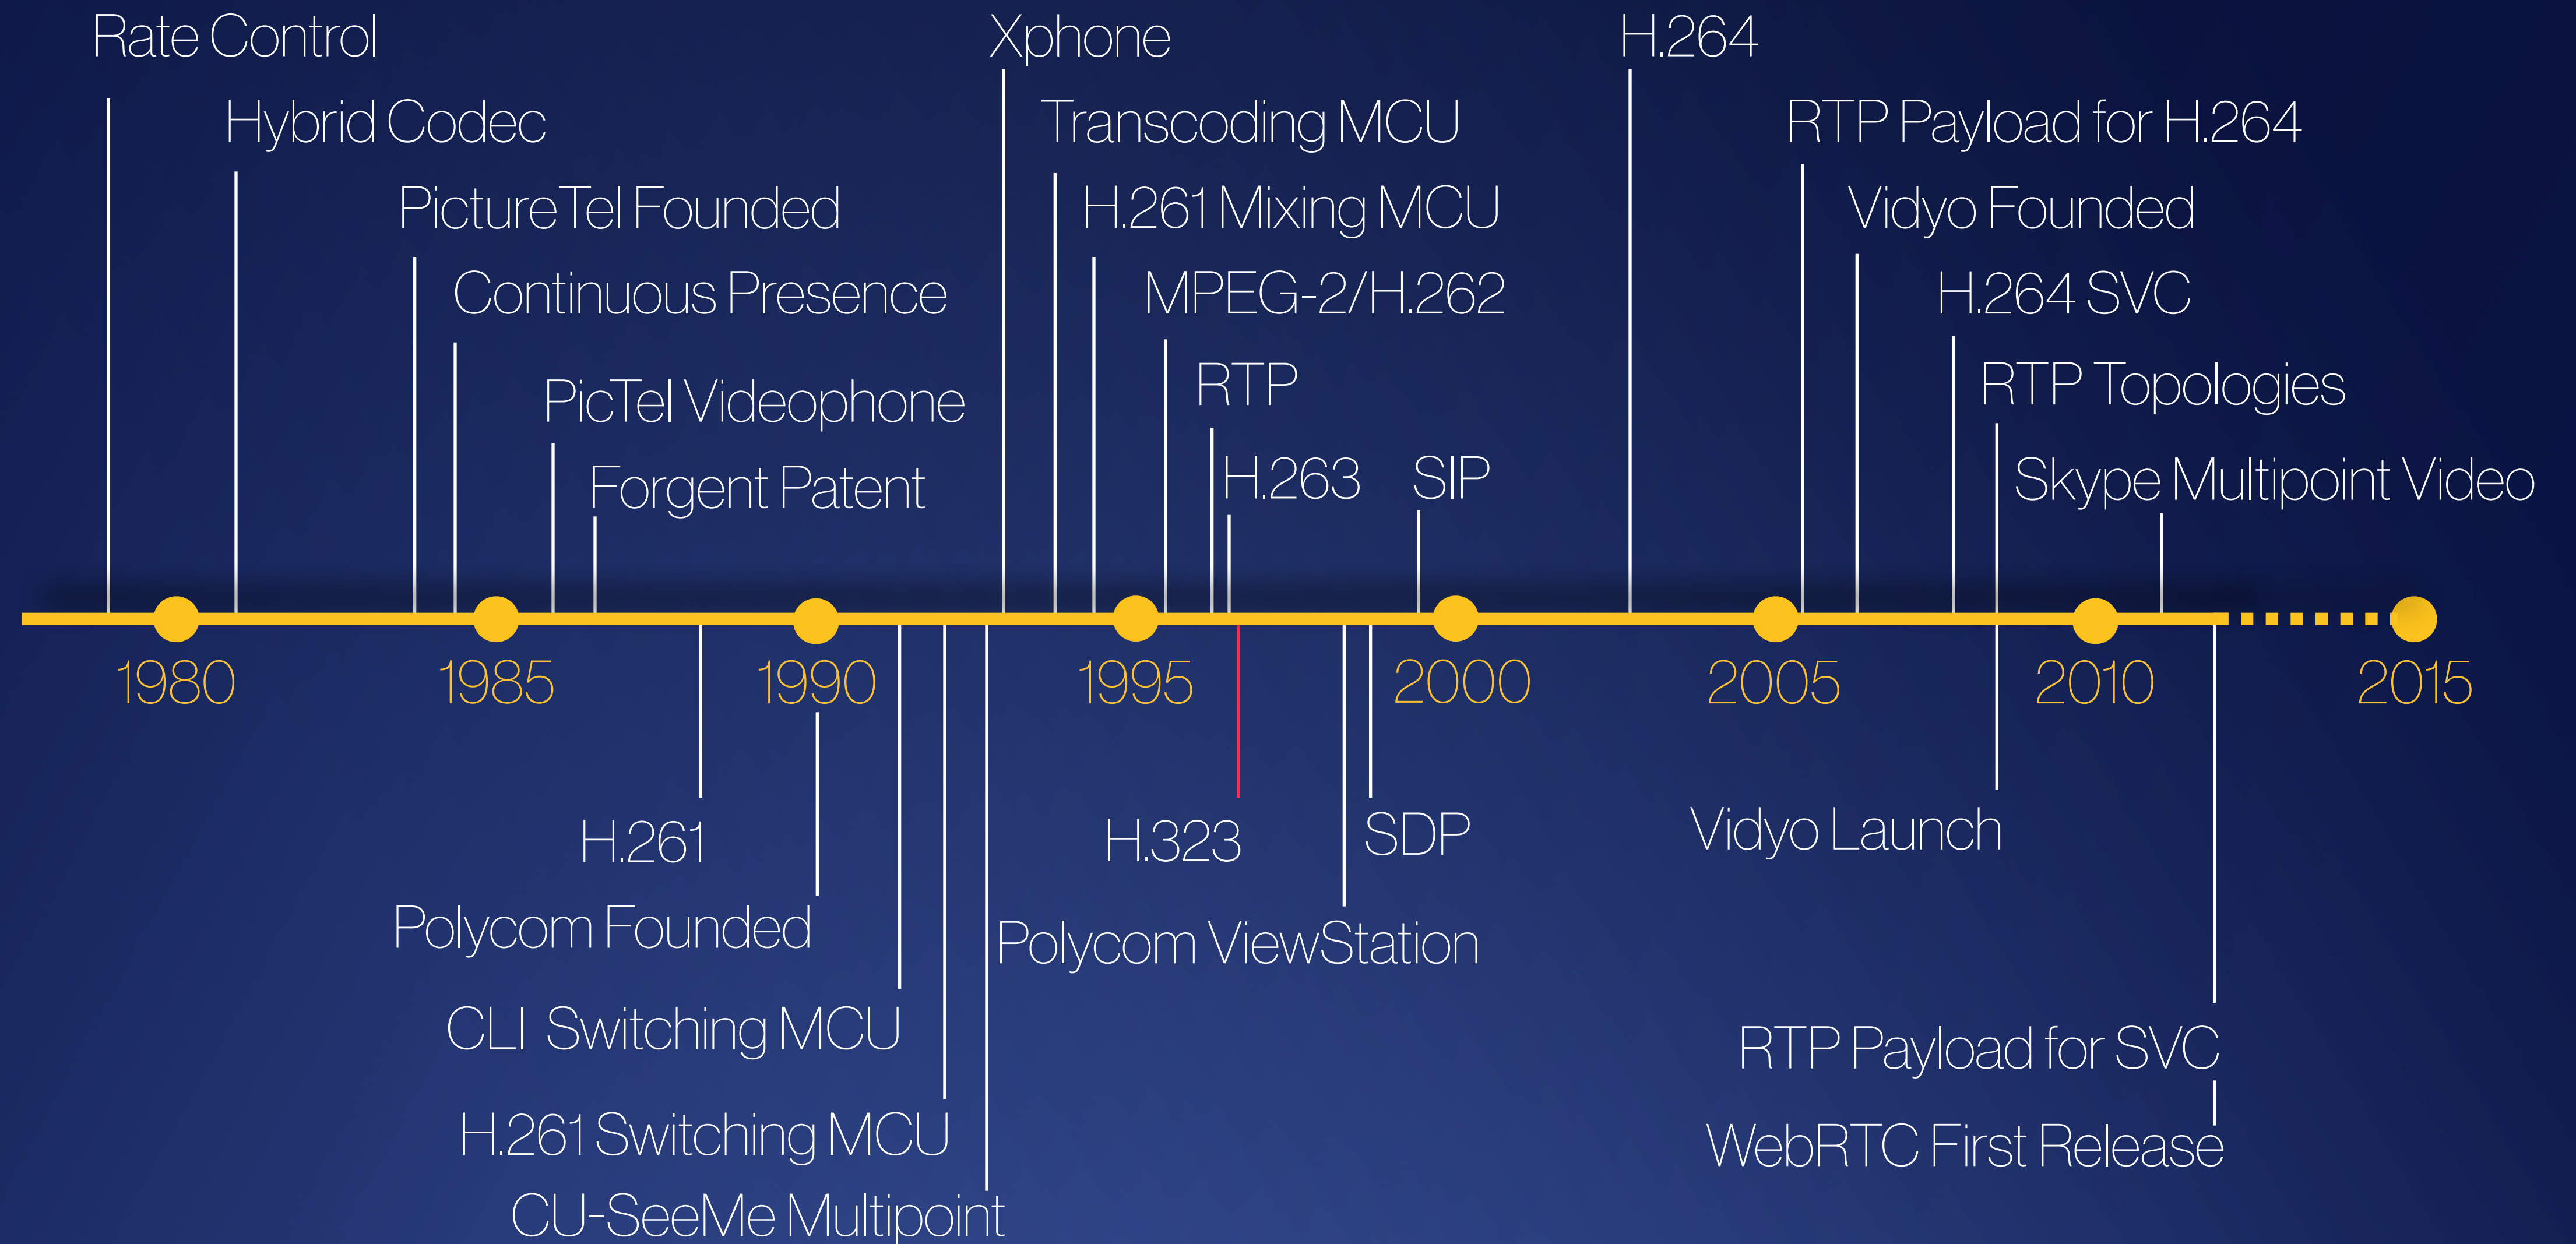 Rate Control
Xphone
H.264
Hybrid Codec
Transcoding MCU
RTP Payload for H.264
PictureTel Founded
H.261 Mixing MCU
Vidyo Founded
Continuous Presence
MPEG-2/H.262
H.264 SVC
PicTel Videophone
RTP
RTP Topologies
Forgent Patent
H.263
SIP
Skype Multipoint Video
1980
1985
1990
1995
2000
2005
2010
2015
H.261
H.323
SDP
Vidyo Launch
Polycom Founded
Polycom ViewStation
CLI Switching MCU
RTP Payload for SVC
H.261 Switching MCU
WebRTC First Release
CU-SeeMe Multipoint